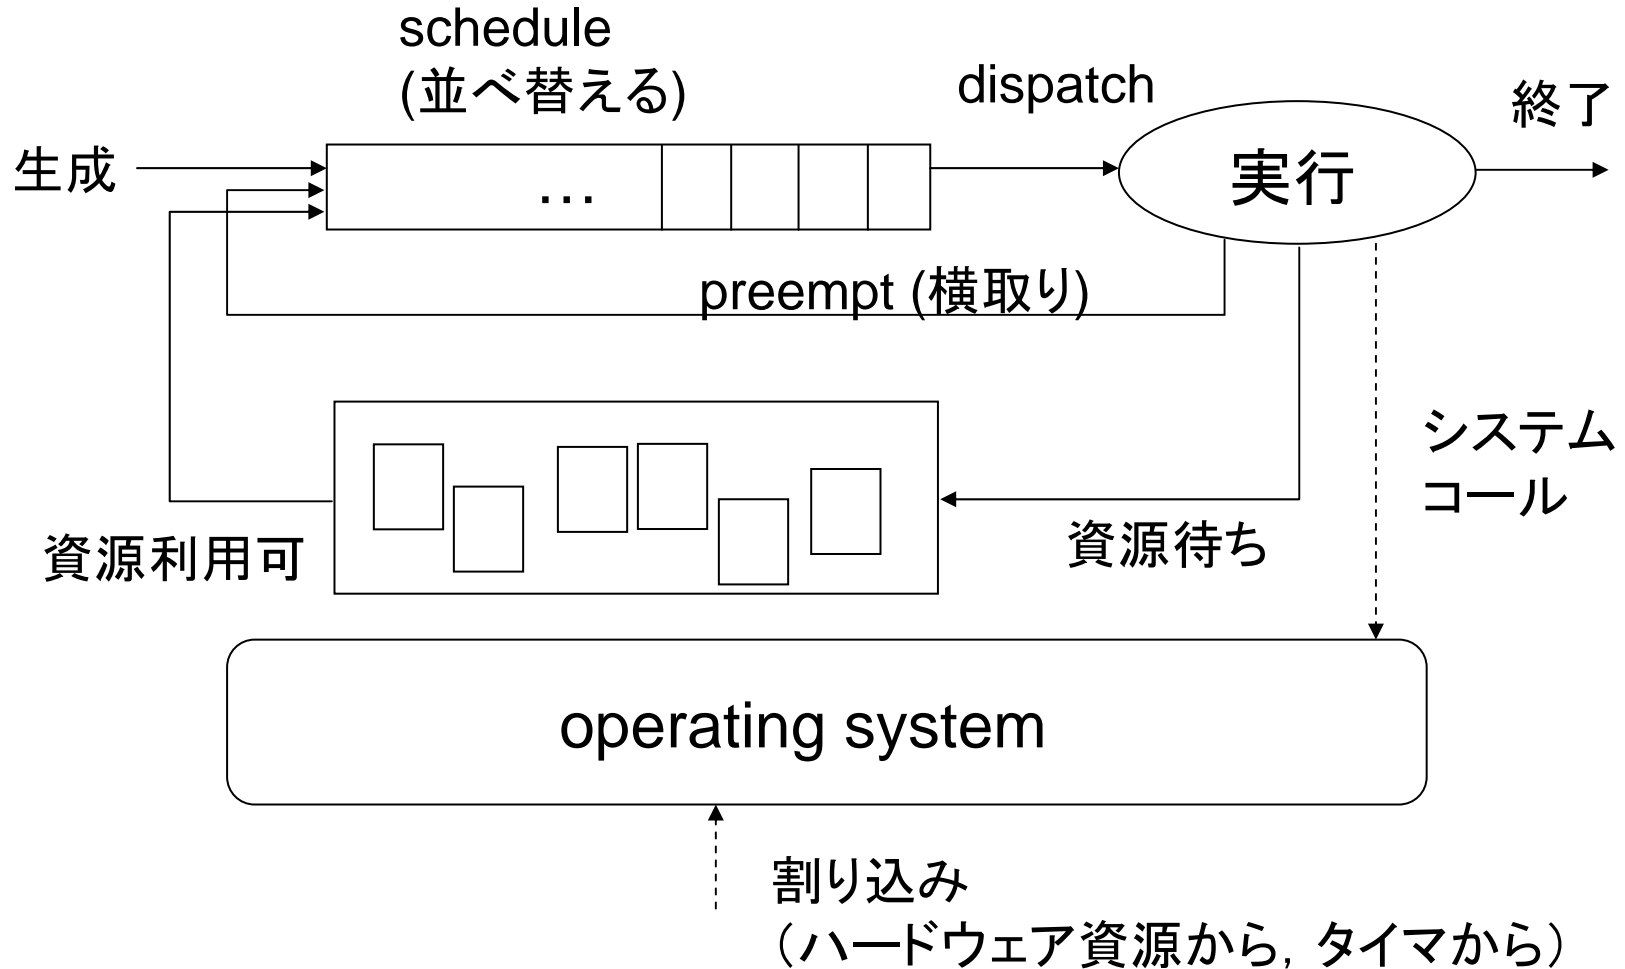 schedule
(並べ替える)
dispatch
終了
生成
…
実行
preempt (横取り)
システム
コール
資源待ち
資源利用可
operating system
割り込み
（ハードウェア資源から, タイマから）